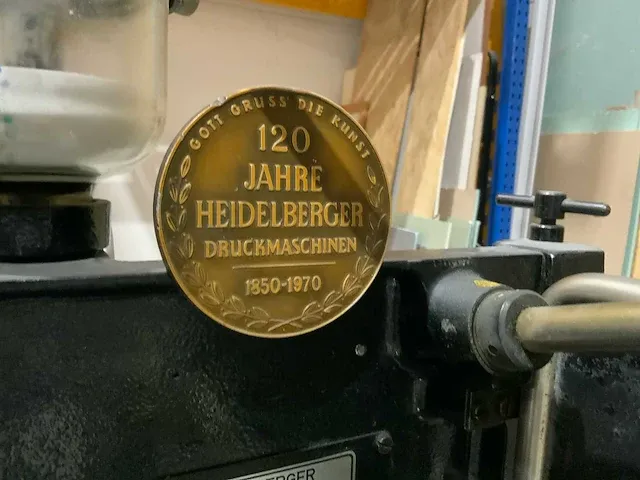 GOTT GRUSS DIE KUNST
120
JAHRE
HEIDELBERGER
DRUCKMASCHINEN
1850-1970